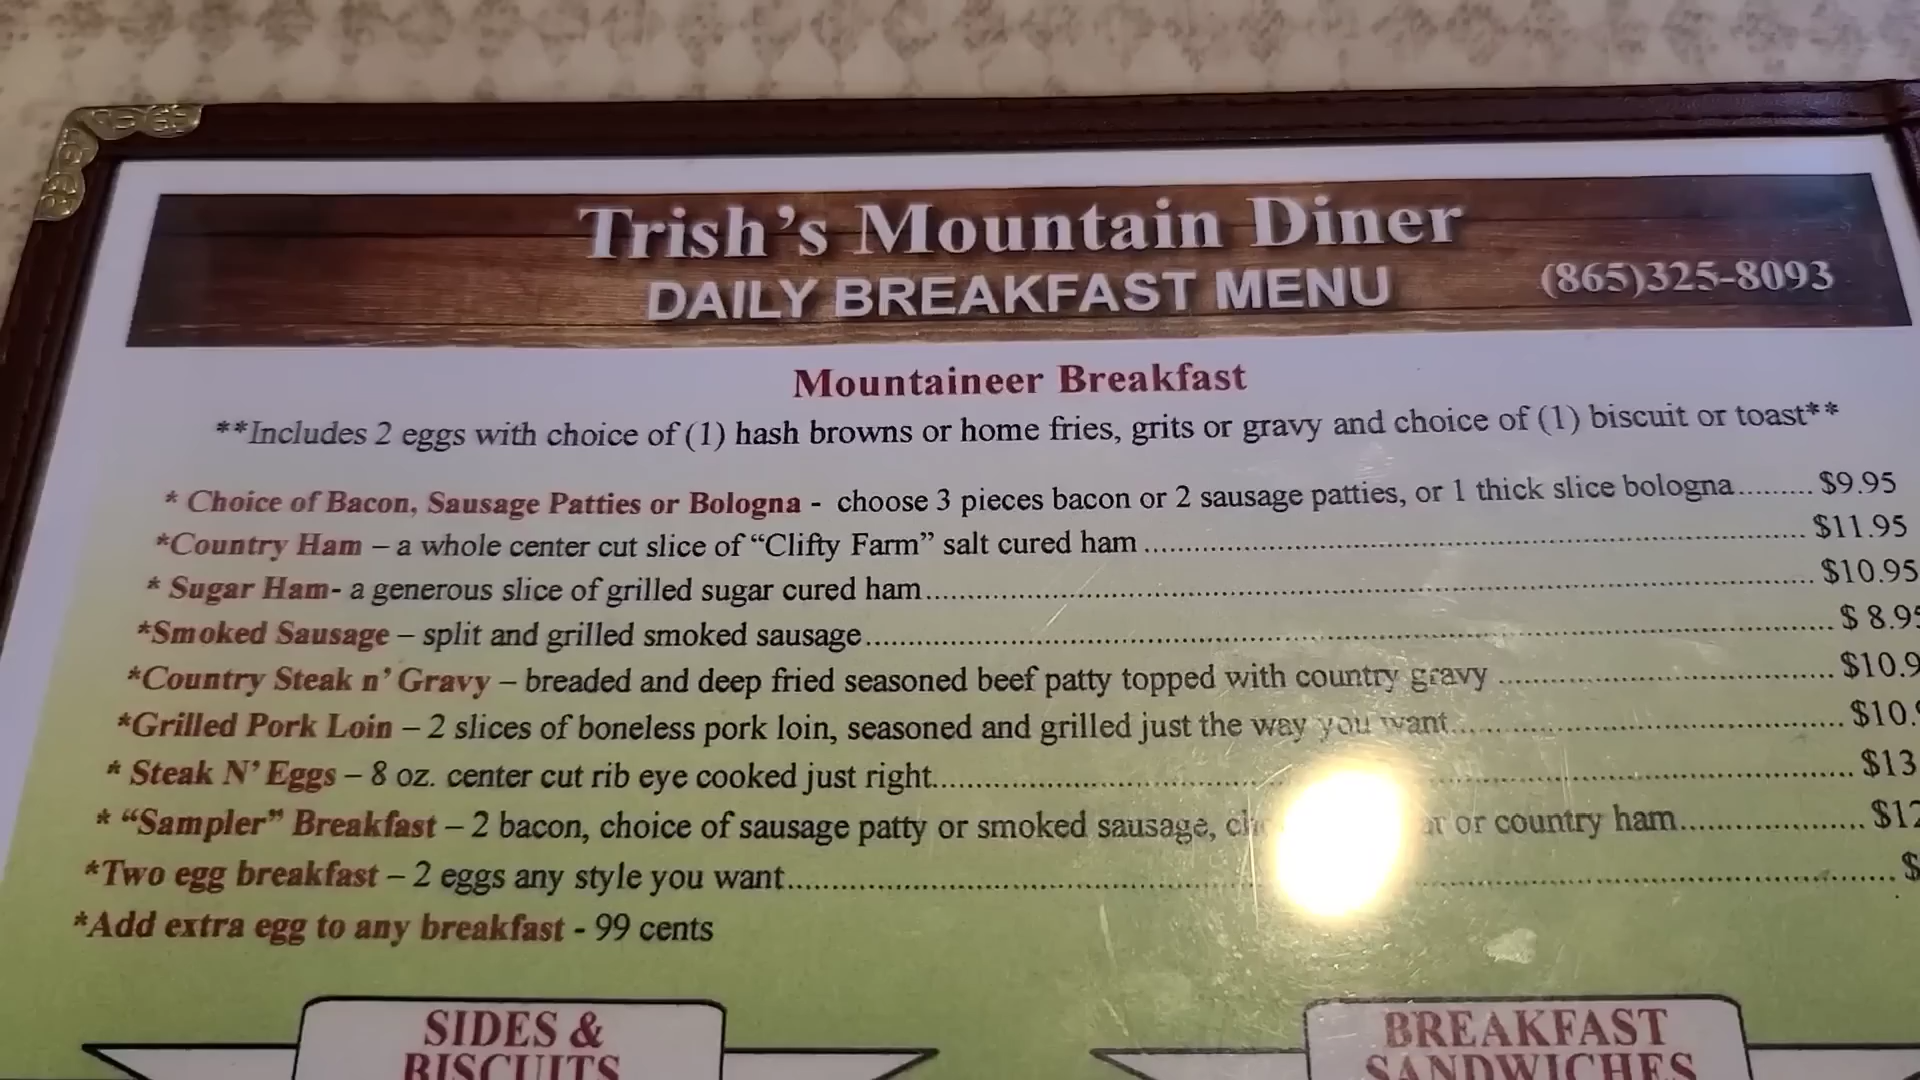 Trish's Mountain Diner
DAILY BREAKFAST MENU
(865)325-8093
Mountaineer Breakfast
**Includes 2 eggs with choice of (1) hash browns or home fries, grits or gravy and choice of (1) biscuit or toast**
* Choice of Bacon, Sausage Patties or Bologna - choose 3 pieces bacon or 2 sausage patties, or 1 thick slice bologna......... $9.95
*Country Ham – a whole center cut slice of “Clifty Farm” salt cured ham ........ $11.95
* Sugar Ham- a generous slice of grilled sugar cured ham........ $10.95
*Smoked Sausage – split and grilled smoked sausage........ $ 8.95
*Country Steak n' Gravy – breaded and deep fried seasoned beef patty topped with country gravy ........ $10.9
*Grilled Pork Loin – 2 slices of boneless pork loin, seasoned and grilled just the way you want........ $10.
* Steak N' Eggs – 8 oz. center cut rib eye cooked just right........ $13
* “Sampler” Breakfast – 2 bacon, choice of sausage patty or smoked sausage, or country ham........ $12
*Two egg breakfast – 2 eggs any style you want........ $
*Add extra egg to any breakfast - 99 cents
SIDES &
BISCUITS
BREAKFAST
SANDWICHES